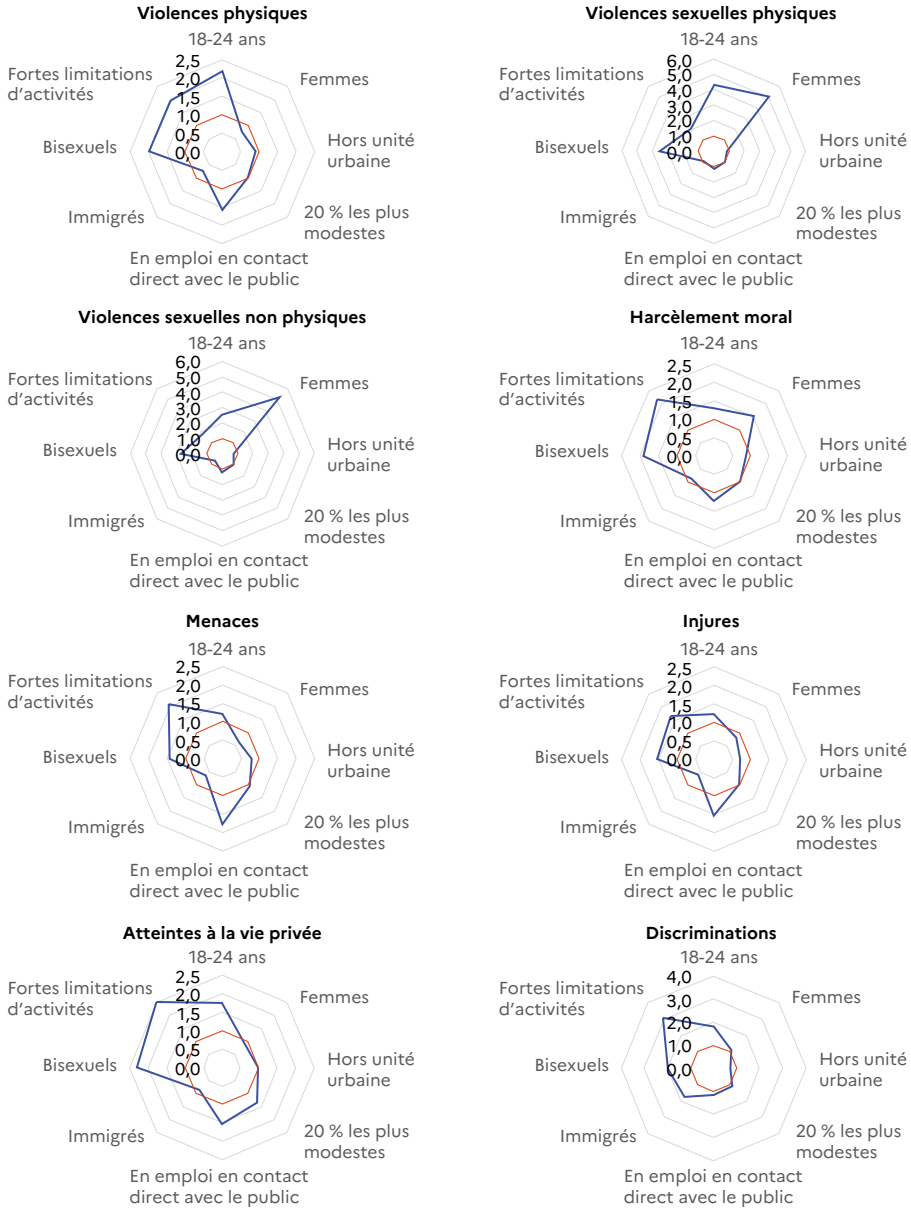 Violences physiques
18-24 ans
2,5
2,0
1,5
1,0
0,5
0,0
Femmes
Hors unité
urbaine
20 % les plus
modestes
En emploi en contact
direct avec le public
Immigrés
Bisexuels
Fortes limitations
d’activités
Violences sexuelles physiques
18-24 ans
6,0
5,0
4,0
3,0
2,0
1,0
0,0
Femmes
Hors unité
urbaine
20 % les plus
modestes
En emploi en contact
direct avec le public
Immigrés
Bisexuels
Fortes limitations
d’activités
Violences sexuelles non physiques
18-24 ans
6,0
5,0
4,0
3,0
2,0
1,0
0,0
Femmes
Hors unité
urbaine
20 % les plus
modestes
En emploi en contact
direct avec le public
Immigrés
Bisexuels
Fortes limitations
d’activités
Harcèlement moral
18-24 ans
2,5
2,0
1,5
1,0
0,5
0,0
Femmes
Hors unité
urbaine
20 % les plus
modestes
En emploi en contact
direct avec le public
Immigrés
Bisexuels
Fortes limitations
d’activités
Menaces
18-24 ans
2,5
2,0
1,5
1,0
0,5
0,0
Femmes
Hors unité
urbaine
20 % les plus
modestes
En emploi en contact
direct avec le public
Immigrés
Bisexuels
Fortes limitations
d’activités
Injures
18-24 ans
2,5
2,0
1,5
1,0
0,5
0,0
Femmes
Hors unité
urbaine
20 % les plus
modestes
En emploi en contact
direct avec le public
Immigrés
Bisexuels
Fortes limitations
d’activités
Atteintes à la vie privée
18-24 ans
2,5
2,0
1,5
1,0
0,5
0,0
Femmes
Hors unité
urbaine
20 % les plus
modestes
En emploi en contact
direct avec le public
Immigrés
Bisexuels
Fortes limitations
d’activités
Discriminations
18-24 ans
4,0
3,0
2,0
1,0
0,0
Femmes
Hors unité
urbaine
20 % les plus
modestes
En emploi en contact
direct avec le public
Immigrés
Bisexuels
Fortes limitations
d’activités